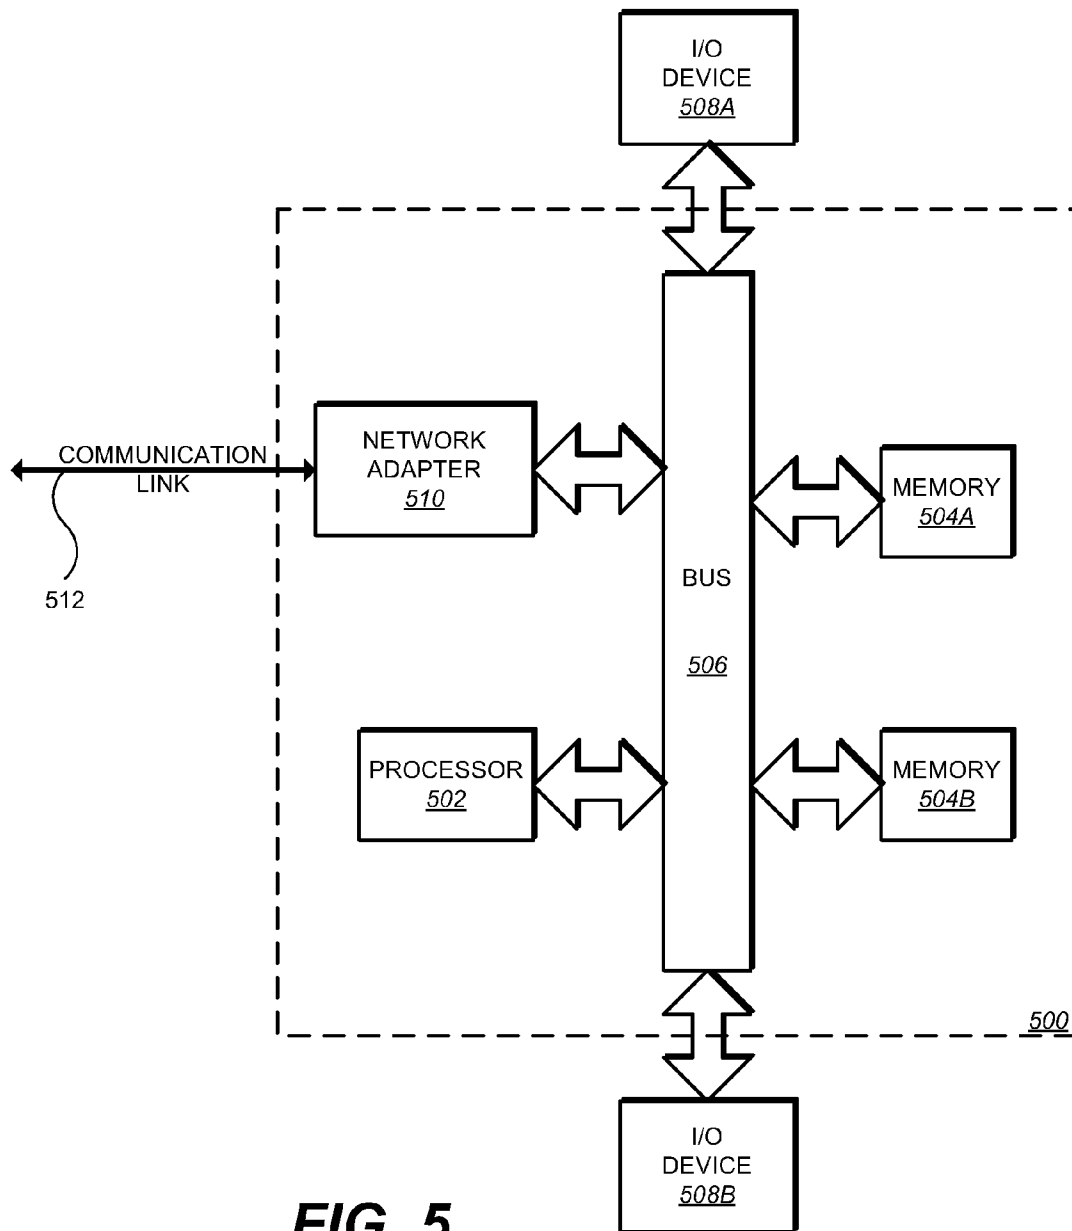 I/O
DEVICE
508A
NETWORK
ADAPTER
510
COMMUNICATION
LINK
512
MEMORY
504A
BUS
506
PROCESSOR
502
MEMORY
504B
500
I/O
DEVICE
508B
FIG. 5